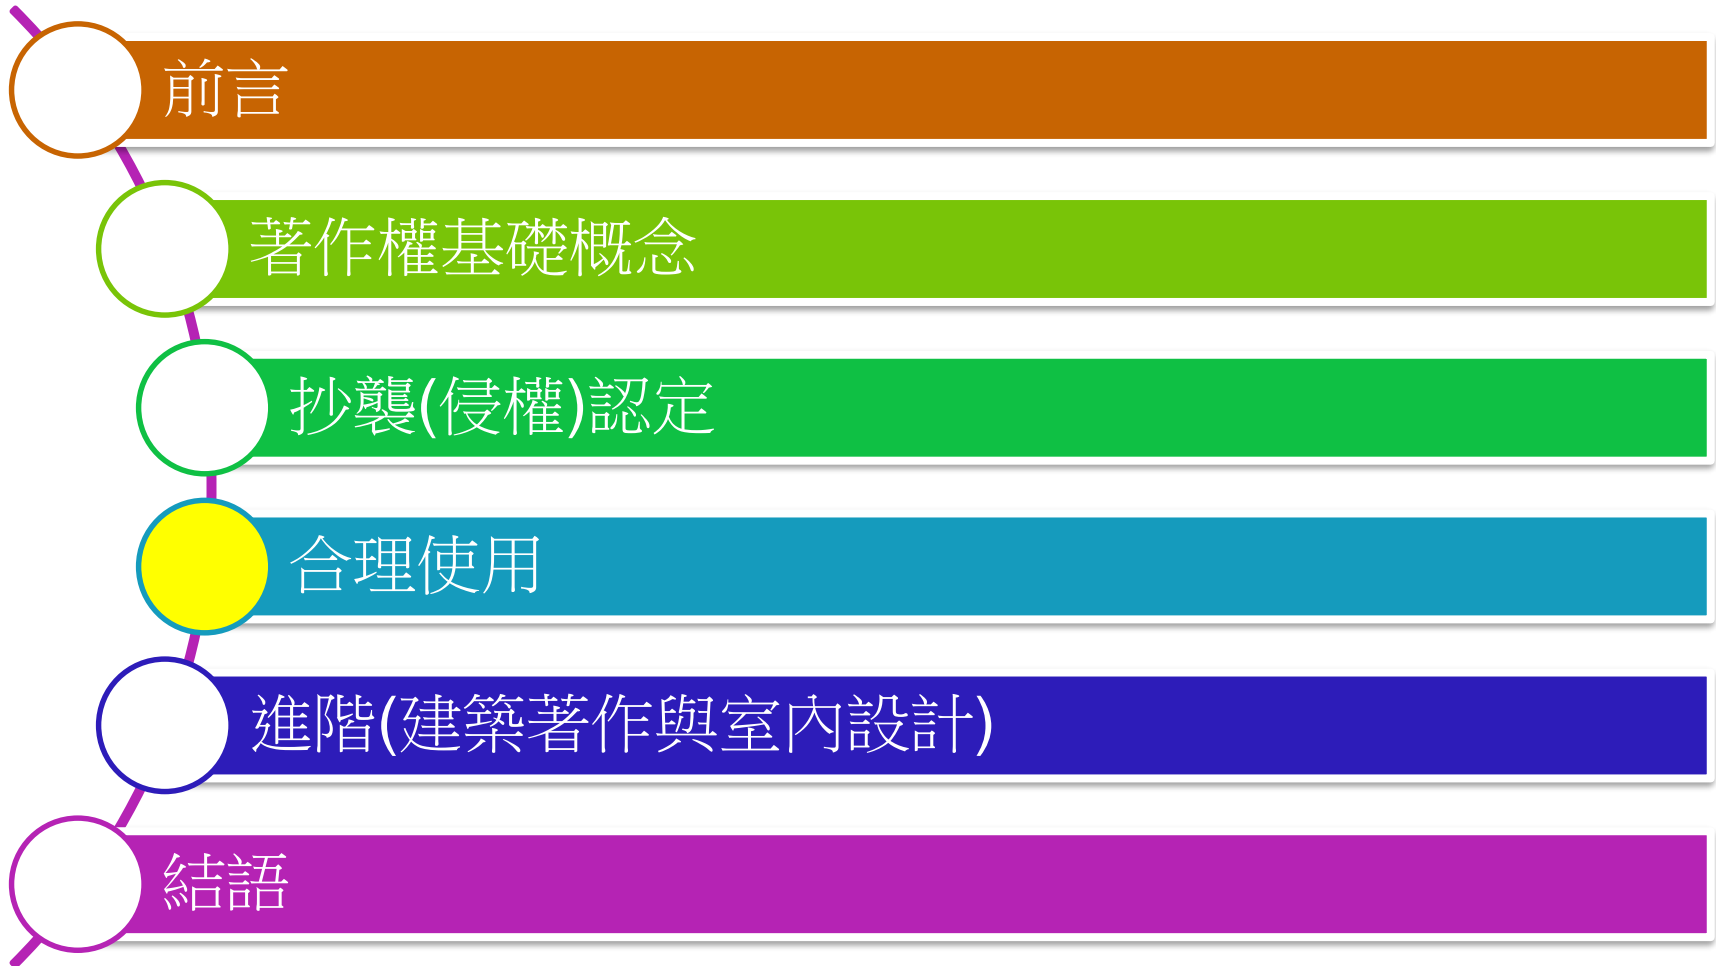 前言
著作權基礎概念
抄襲(侵權)認定
合理使用
進階(建築著作與室內設計)
結語